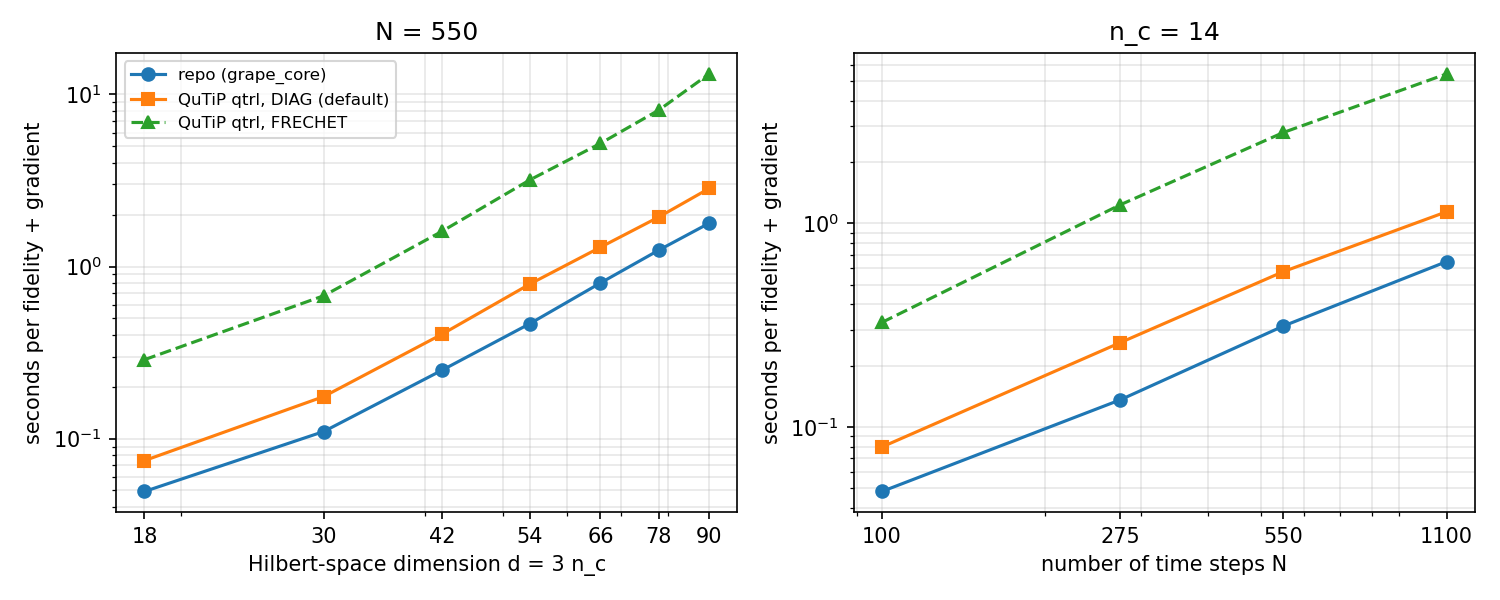 N = 550
repo (grape_core)
QuTiP qtrl, DIAG (default)
QuTiP qtrl, FRECHET
10¹
10⁰
10⁻¹
seconds per fidelity + gradient
18 30 42 54 66 78 90
Hilbert-space dimension d = 3 n_c
n_c = 14
10⁰
10⁻¹
seconds per fidelity + gradient
100 275 550 1100
number of time steps N